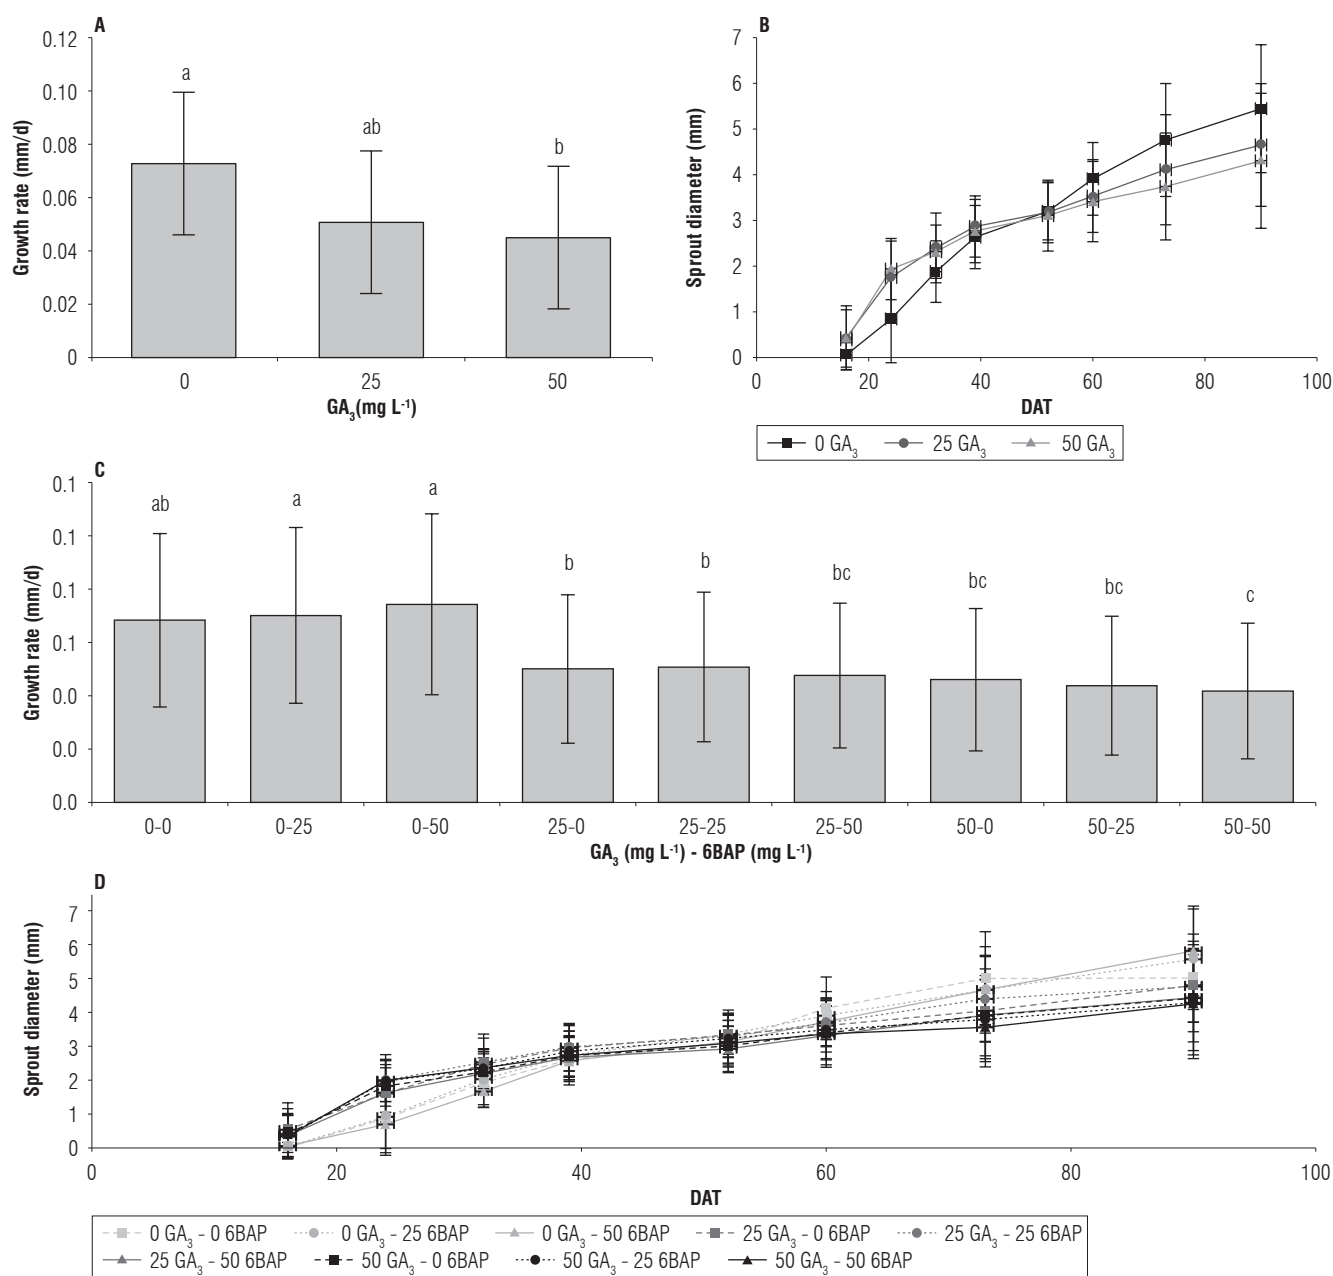 A
0.12
0.10
0.08
0.06
0.04
0.02
0
Growth rate (mm/d)
a
ab
b
0 25 50
GA₃(mg L⁻¹)
B
7
6
5
4
3
2
1
0
Sprout diameter (mm)
0 20 40 60 80 100
DAT
0 GA₃ 25 GA₃ 50 GA₃
C
0.1
0.1
0.1
0.1
0.0
0.0
0.0
Growth rate (mm/d)
ab a a b b bc bc bc c
0-0 0-25 0-50 25-0 25-25 25-50 50-0 50-25 50-50
GA₃ (mg L⁻¹) - 6BAP (mg L⁻¹)
D
7
6
5
4
3
2
1
0
Sprout diameter (mm)
0 20 40 60 80 100
DAT
0 GA₃ – 0 6BAP 0 GA₃ – 25 6BAP 0 GA₃ – 50 6BAP 25 GA₃ – 0 6BAP 25 GA₃ – 25 6BAP
25 GA₃ – 50 6BAP 50 GA₃ – 0 6BAP 50 GA₃ – 25 6BAP 50 GA₃ – 50 6BAP